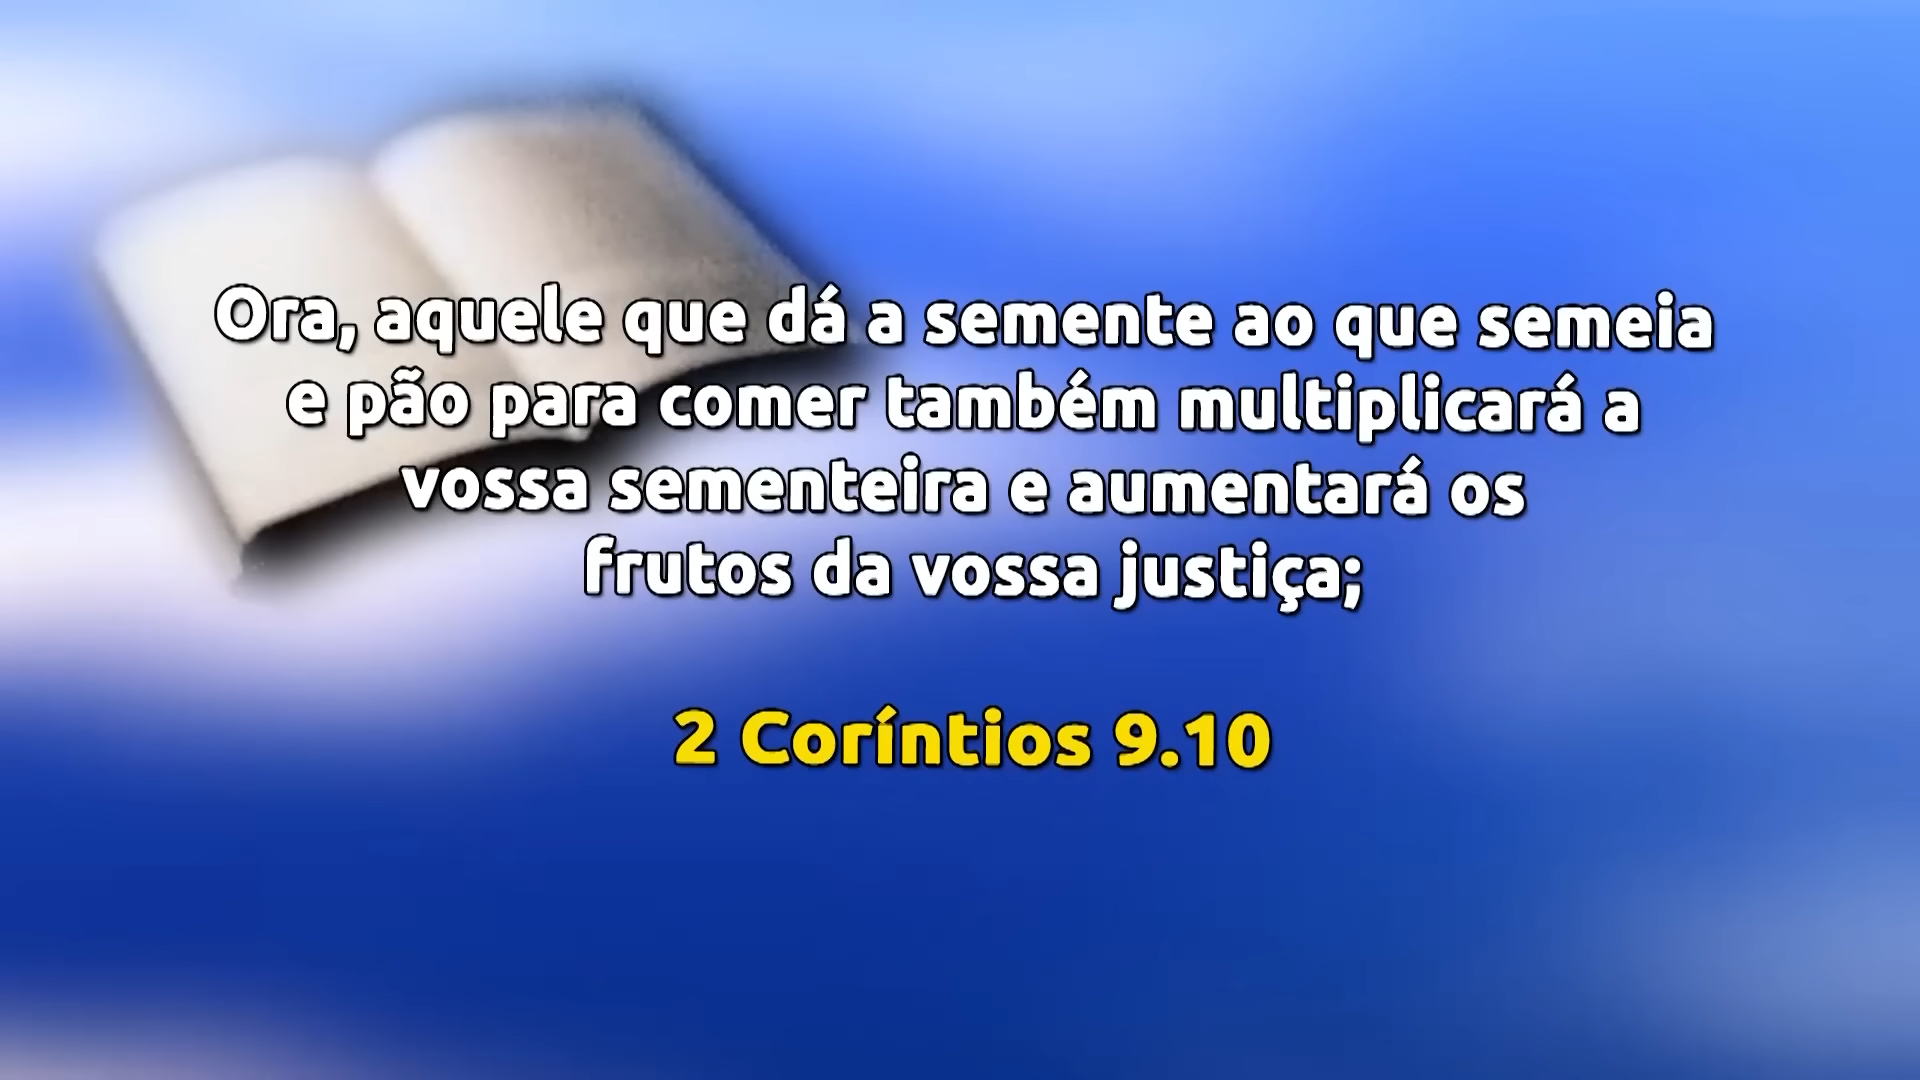 Ora, aquele que dá a semente ao que semeia
e pão para comer também multiplicará a
vossa sementeira e aumentará os
frutos da vossa justiça;
2 Coríntios 9.10